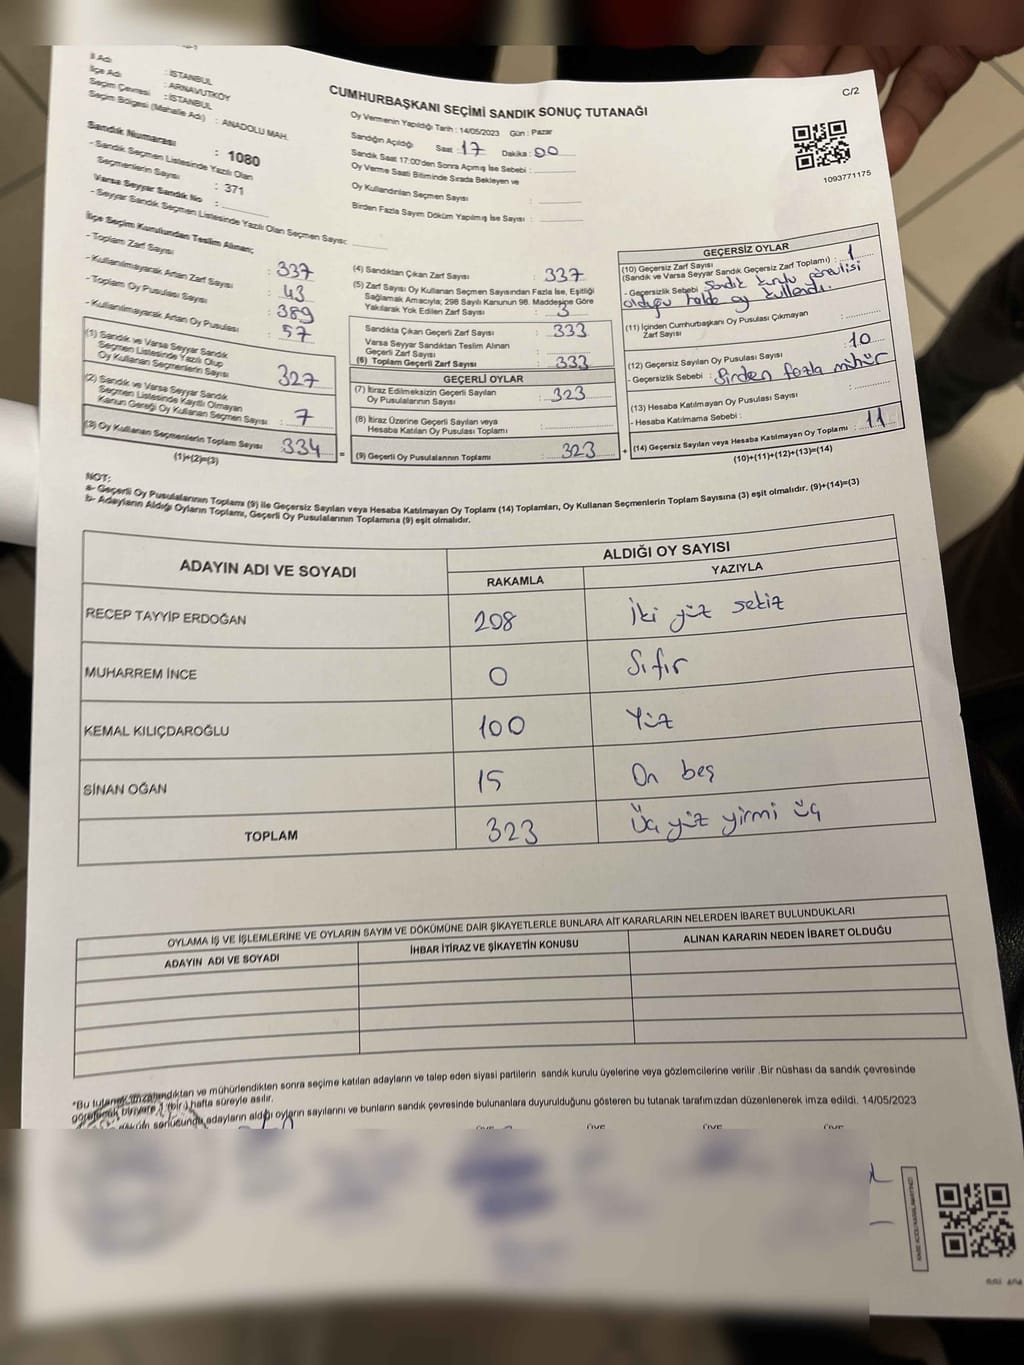 İl Adı : İSTANBUL
İlçe Adı : ARNAVUTKÖY
Seçim Çevresi : İSTANBUL
Seçim Bölgesi (Mahalle Adı) : ANADOLU MAH.
Sandık Numarası : 1080
- Sandık Seçmen Listesinde Yazılı Olan
Seçmenlerin Sayısı : 371
Varsa Seyyar Sandık No :
- Seyyar Sandık Seçmen Listesinde Yazılı Olan Seçmen Sayısı:
CUMHURBAŞKANI SEÇİMİ SANDIK SONUÇ TUTANAĞI
Oy Vermenin Yapıldığı Tarih : 14/05/2023 Gün : Pazar
Sandığın Açıldığı Saat : 17 Dakika : 00
Sandık Saat 17:00'den Sonra Açılmış İse Sebebi :
Oy Verme Saati Bitiminde Sırada Bekleyen ve
Oy Kullandırılan Seçmen Sayısı :
Birden Fazla Sayım Döküm Yapılmış İse Sayısı :
C/2
1093771175
İlçe Seçim Kurulundan Teslim Alınan;
- Toplam Zarf Sayısı : 337
- Kullanılmayarak Artan Zarf Sayısı : 43
- Toplam Oy Pusulası Sayısı : 389
- Kullanılmayarak Artan Oy Pusulası : 57
(1) Sandık ve Varsa Seyyar Sandık
Seçmen Listesinde Yazılı Olup
Oy Kullanan Seçmenlerin Sayısı : 327
(2) Sandık ve Varsa Seyyar Sandık
Seçmen Listesinde Kayıtlı Olmayan
Kanun Gereği Oy Kullanan Seçmen Sayısı : 7
(3) Oy Kullanan Seçmenlerin Toplam Sayısı 334
(1)+(2)=(3)
(4) Sandıktan Çıkan Zarf Sayısı : 337
(5) Zarf Sayısı Oy Kullanan Seçmen Sayısından Fazla İse, Eşitliği
Sağlamak Amacıyla; 298 Sayılı Kanunun 98. Maddesine Göre
Yakılarak Yok Edilen Zarf Sayısı : 3
Sandıkta Çıkan Geçerli Zarf Sayısı : 333
Varsa Seyyar Sandıktan Teslim Alınan
Geçerli Zarf Sayısı :
(6) Toplam Geçerli Zarf Sayısı : 333
GEÇERLİ OYLAR
(7) İtiraz Edilmeksizin Geçerli Sayılan
Oy Pusulalarının Sayısı : 323
(8) İtiraz Üzerine Geçerli Sayılan veya
Hesaba Katılan Oy Pusulası Toplamı :
= (9) Geçerli Oy Pusulalarının Toplamı : 323
GEÇERSİZ OYLAR
(10) Geçersiz Zarf Sayısı
(Sandık ve Varsa Seyyar Sandık Geçersiz Zarf Toplamı) : 1
- Geçersizlik Sebebi : Sandık kurulu görevlisi
olduğu halde oy kullandı.
(11) İçinden Cumhurbaşkanı Oy Pusulası Çıkmayan
Zarf Sayısı :
(12) Geçersiz Sayılan Oy Pusulası Sayısı : 10
- Geçersizlik Sebebi : Birden fazla mühür
(13) Hesaba Katılmayan Oy Pusulası Sayısı :
- Hesaba Katmama Sebebi :
+ (14) Geçersiz Sayılan veya Hesaba Katılmayan Oy Toplamı : 11
(10)+(11)+(12)+(13)=(14)
NOT:
a- Geçerli Oy Pusulalarının Toplamı (9) ile Geçersiz Sayılan veya Hesaba Katılmayan Oy Toplamı (14) Toplamları, Oy Kullanan Seçmenlerin Toplam Sayısına (3) eşit olmalıdır. (9)+(14)=(3)
b- Adayların Aldığı Oyların Toplamı, Geçerli Oy Pusulalarının Toplamına (9) eşit olmalıdır.
ADAYIN ADI VE SOYADI ALDIĞI OY SAYISI
RAKAMLA YAZIYLA
RECEP TAYYİP ERDOĞAN 208 İki yüz sekiz
MUHARREM İNCE 0 Sıfır
KEMAL KILIÇDAROĞLU 100 Yüz
SİNAN OĞAN 15 On beş
TOPLAM 323 Üç yüz yirmi üç
OYLAMA İŞ VE İŞLEMLERİNE VE OYLARIN SAYIM VE DÖKÜMÜNE DAİR ŞİKAYETLERLE BUNLARA AİT KARARLARIN NELERDEN İBARET BULUNDUKLARI
ADAYIN ADI VE SOYADI İHBAR İTİRAZ VE ŞİKAYETİN KONUSU ALINAN KARARIN NEDEN İBARET OLDUĞU
*Bu tutanak imzalandıktan ve mühürlendikten sonra seçime katılan adayların ve talep eden siyasi partilerin sandık kurulu üyelerine veya gözlemcilerine verilir .Bir nüshası da sandık çevresinde
görülecek bir yere 1 (bir) hafta süreyle asılır.
sonucunda adayların aldığı oyların sayılarını ve bunların sandık çevresinde bulunanlara duyurulduğunu gösteren bu tutanak tarafımızdan düzenlenerek imza edildi. 14/05/2023
ÜYE ÜYE ÜYE ÜYE